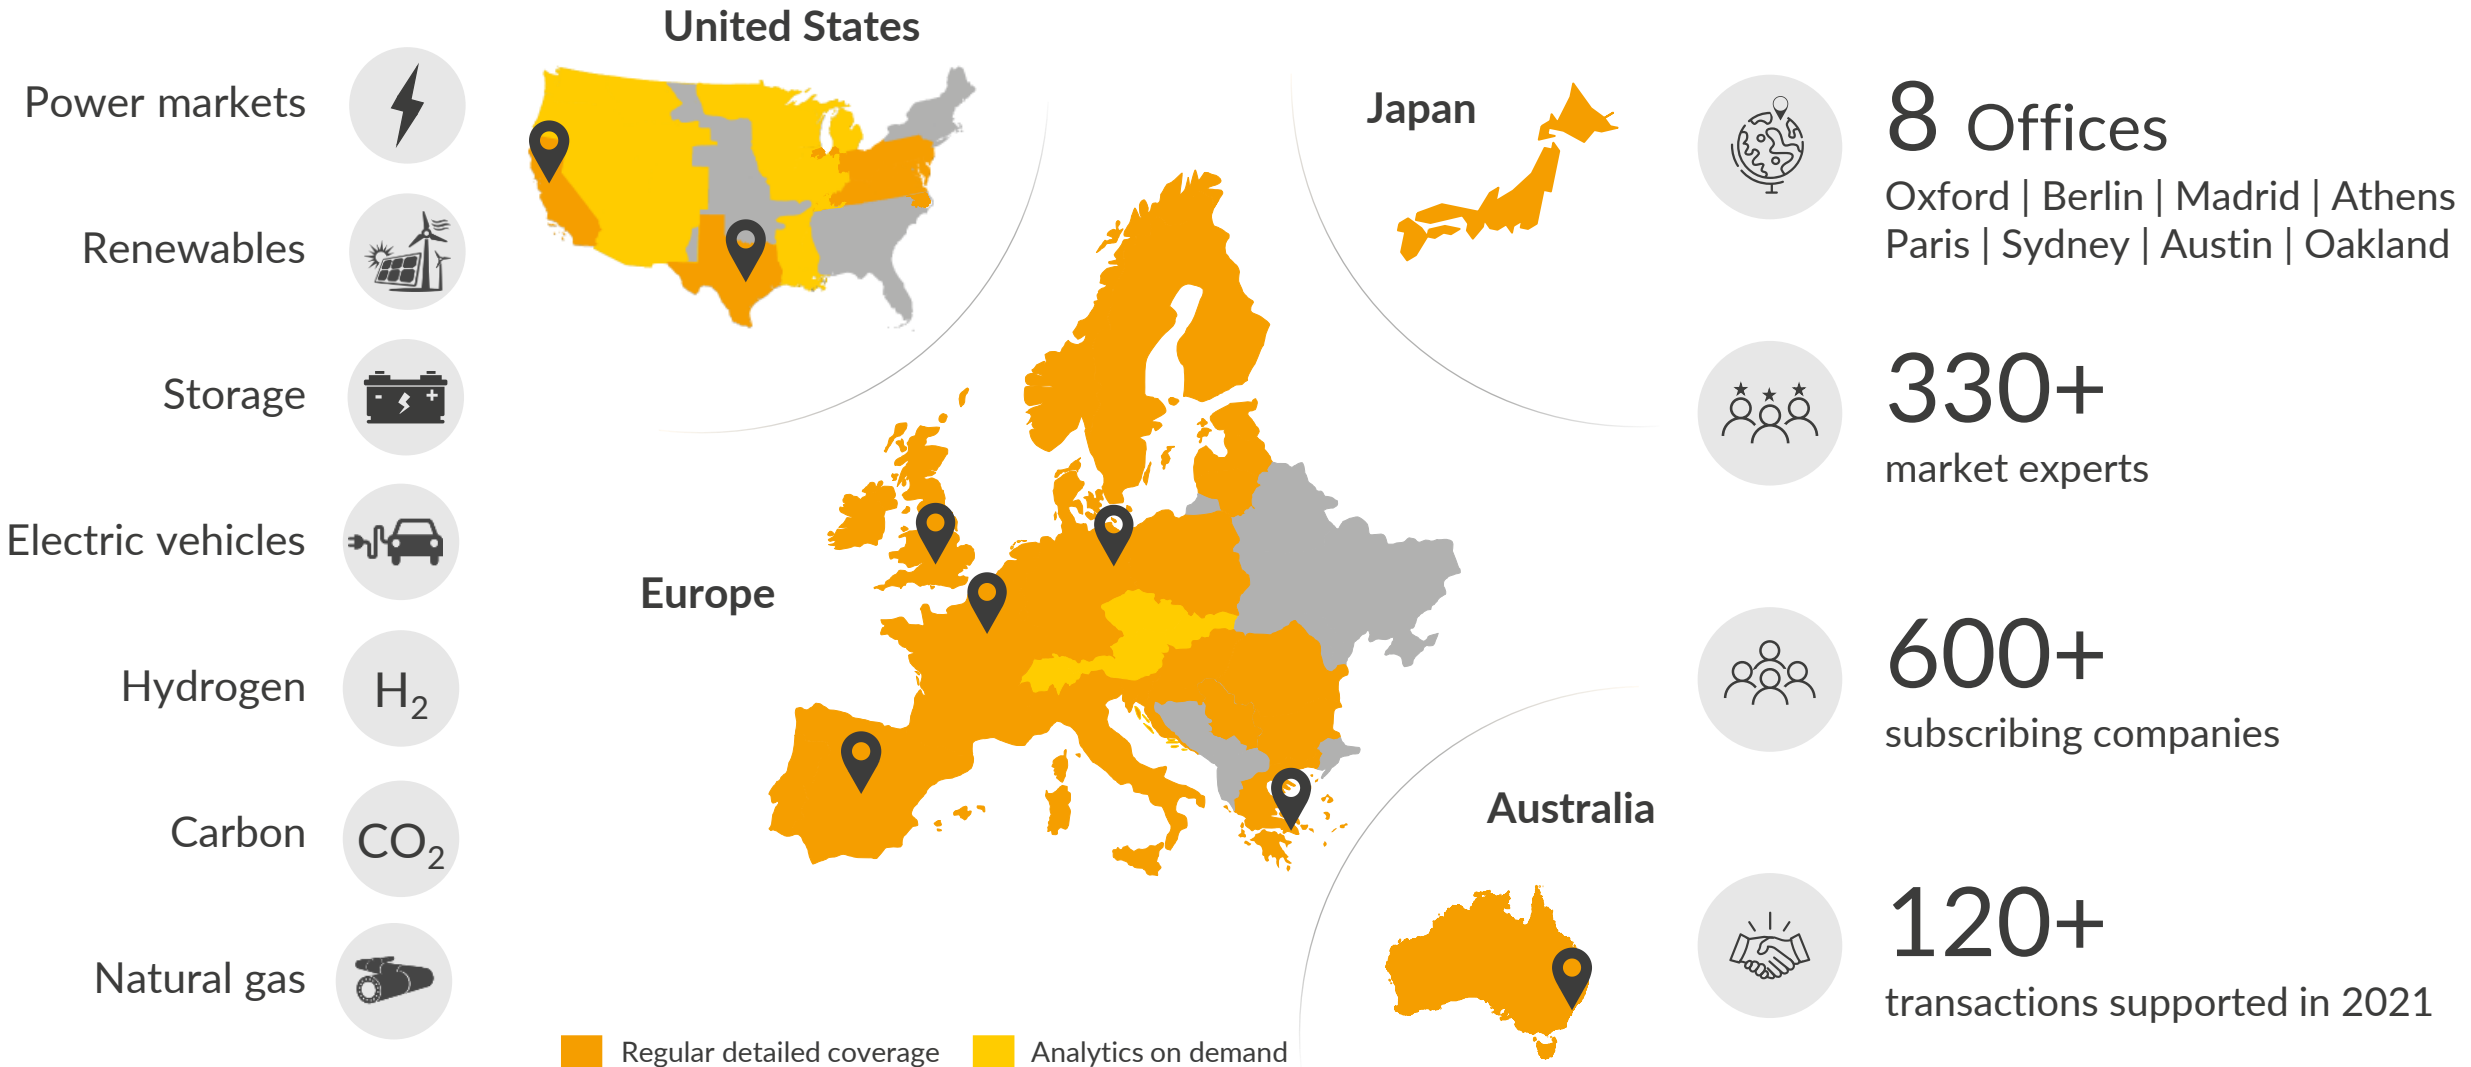 Power markets
Renewables
Storage
Electric vehicles
Hydrogen
H2
Carbon
CO2
Natural gas
United States
Japan
Europe
Australia
Regular detailed coverage
Analytics on demand
8 Offices
Oxford | Berlin | Madrid | Athens
Paris | Sydney | Austin | Oakland
330+
market experts
600+
subscribing companies
120+
transactions supported in 2021